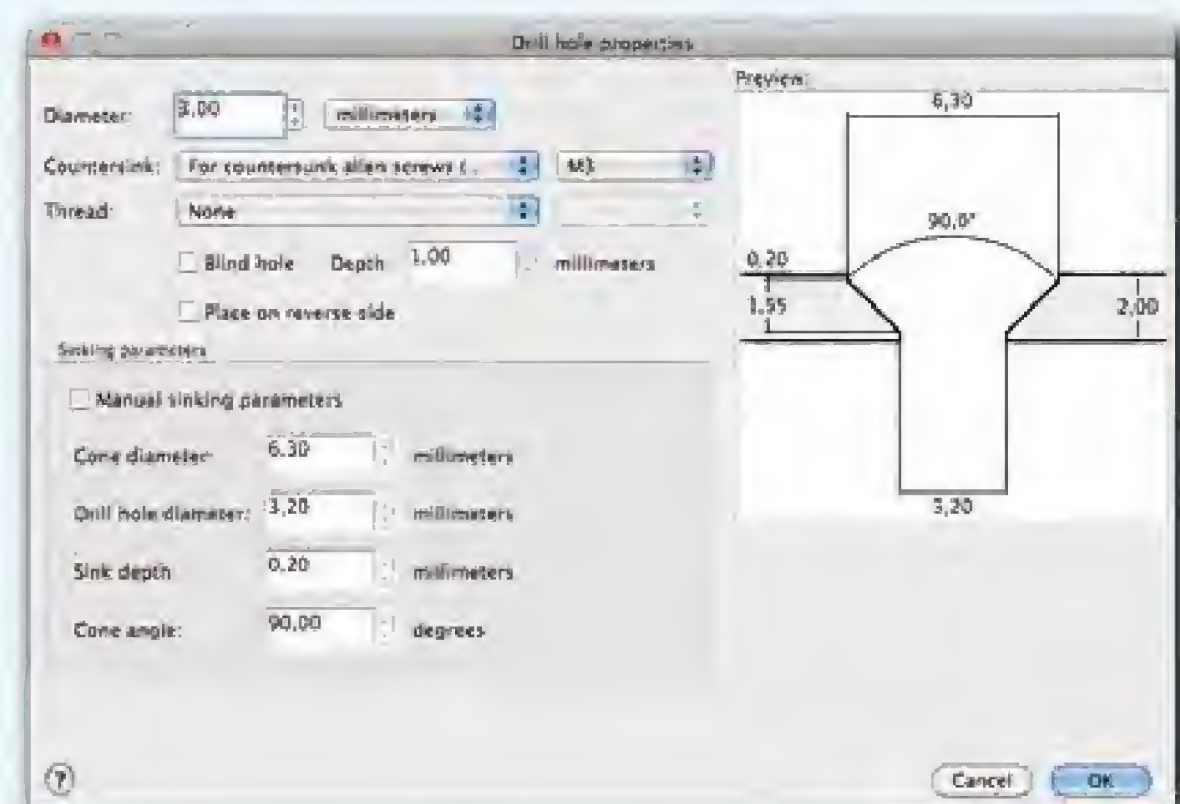 Drill hole properties
Diameter: 3.00 millimeters
Countersink: For countersunk allen screws ( . M3
Thread: None
Blind hole Depth 1.00 millimeters
Place on reverse side
Sinking parameters
Manual sinking parameters
Cone diameter: 6.30 millimeters
Drill hole diameter: 3,20 millimeters
Sink depth 0.20 millimeters
Cone angle: 90,00 degrees
?
Preview:
6,30
90,0°
0,20
1,55
2,00
3,20
Cancel OK